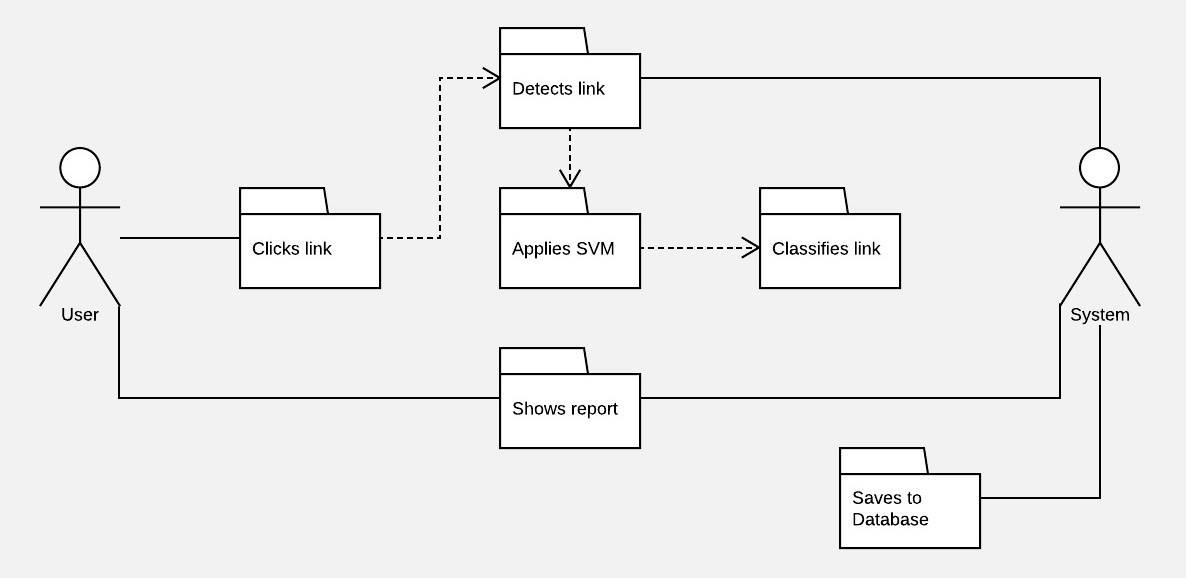 Detects link
Clicks link
Applies SVM
Classifies link
User
System
Shows report
Saves to
Database